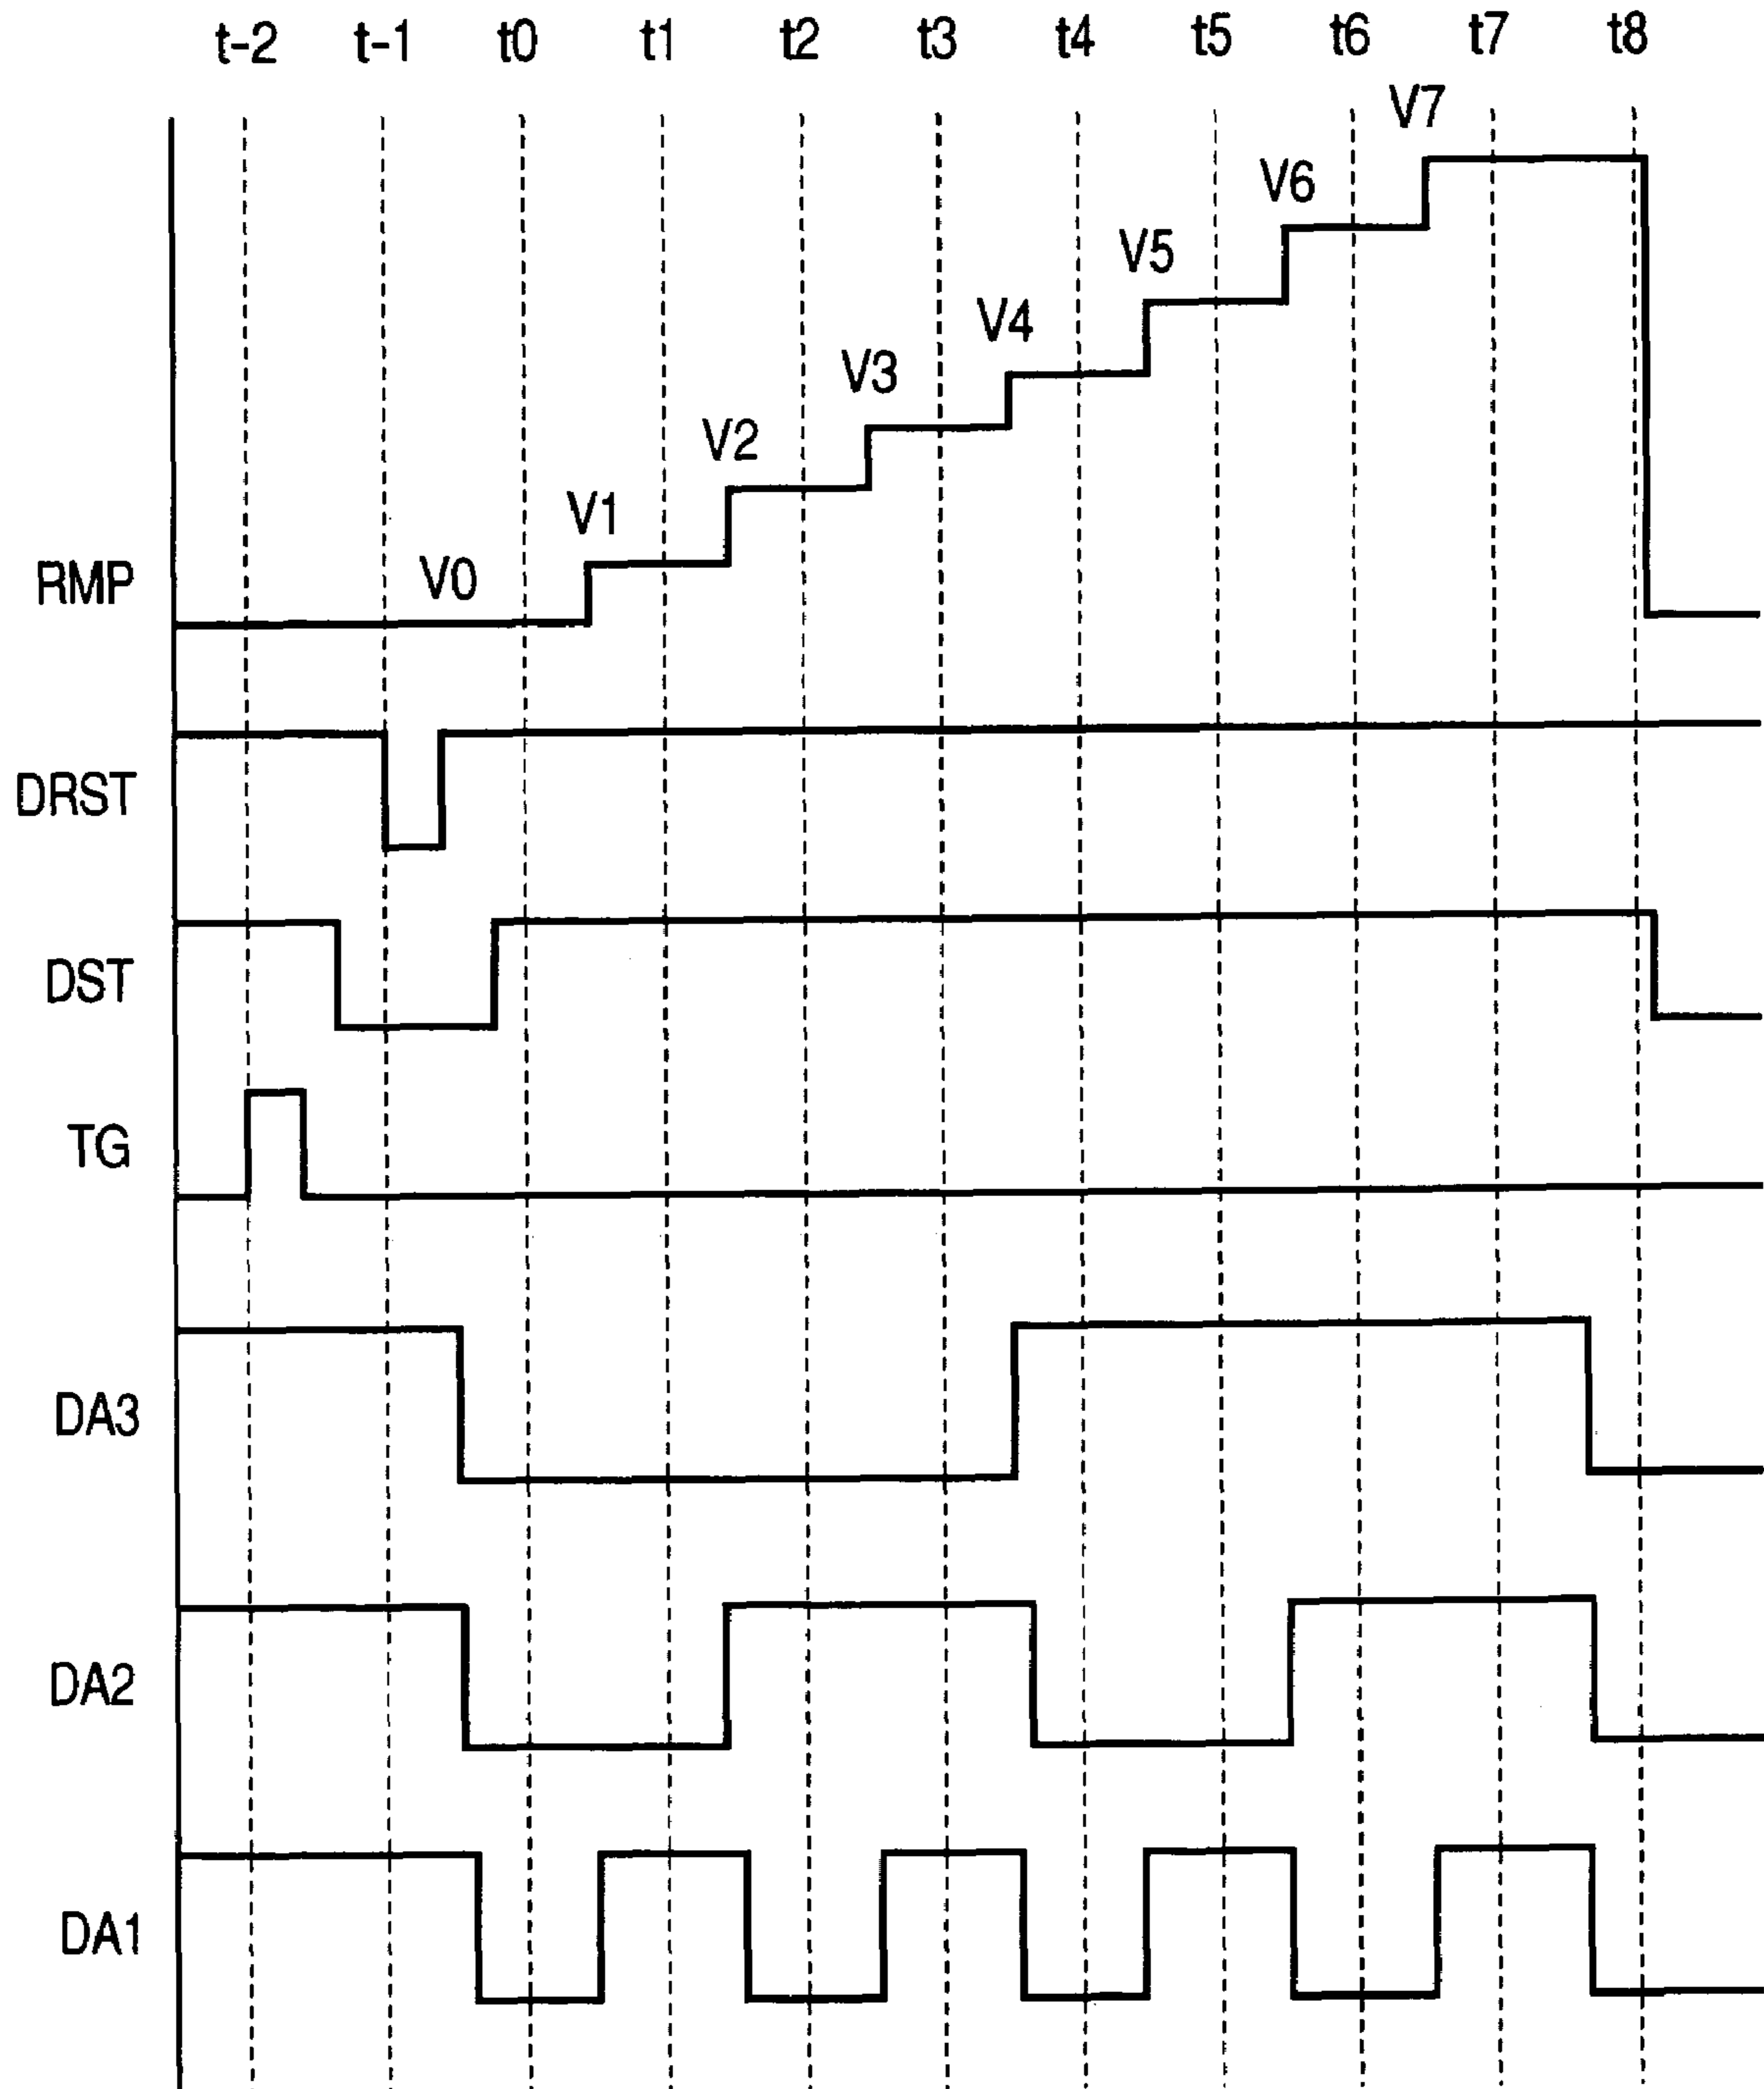 t-2 t-1 t0 t1 t2 t3 t4 t5 t6 t7 t8
V7
V6
V5
V4
V3
V2
V1
V0
RMP
DRST
DST
TG
DA3
DA2
DA1